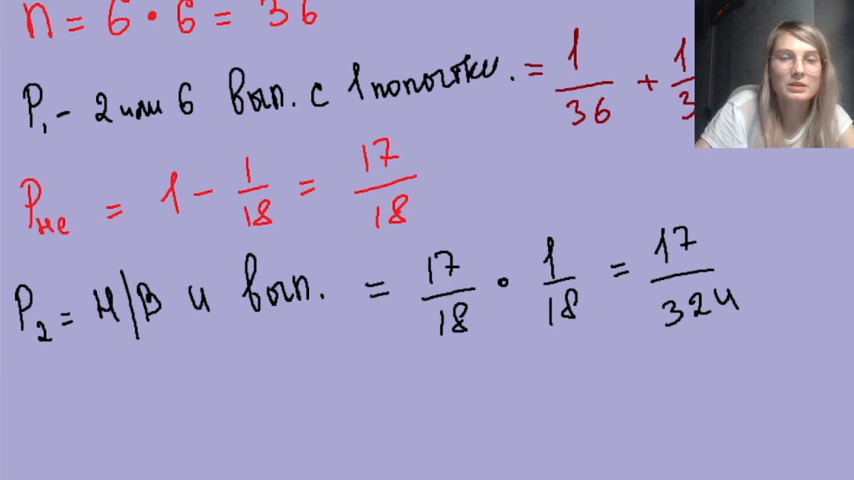 n = 6 • 6 = 36
P₁ - 2 или 6 вып. с 1 попытки. = 1/36 + 1/3
Pне = 1 - 1/18 = 17/18
P₂ = Н/В и вып. = 17/18 • 1/18 = 17/324